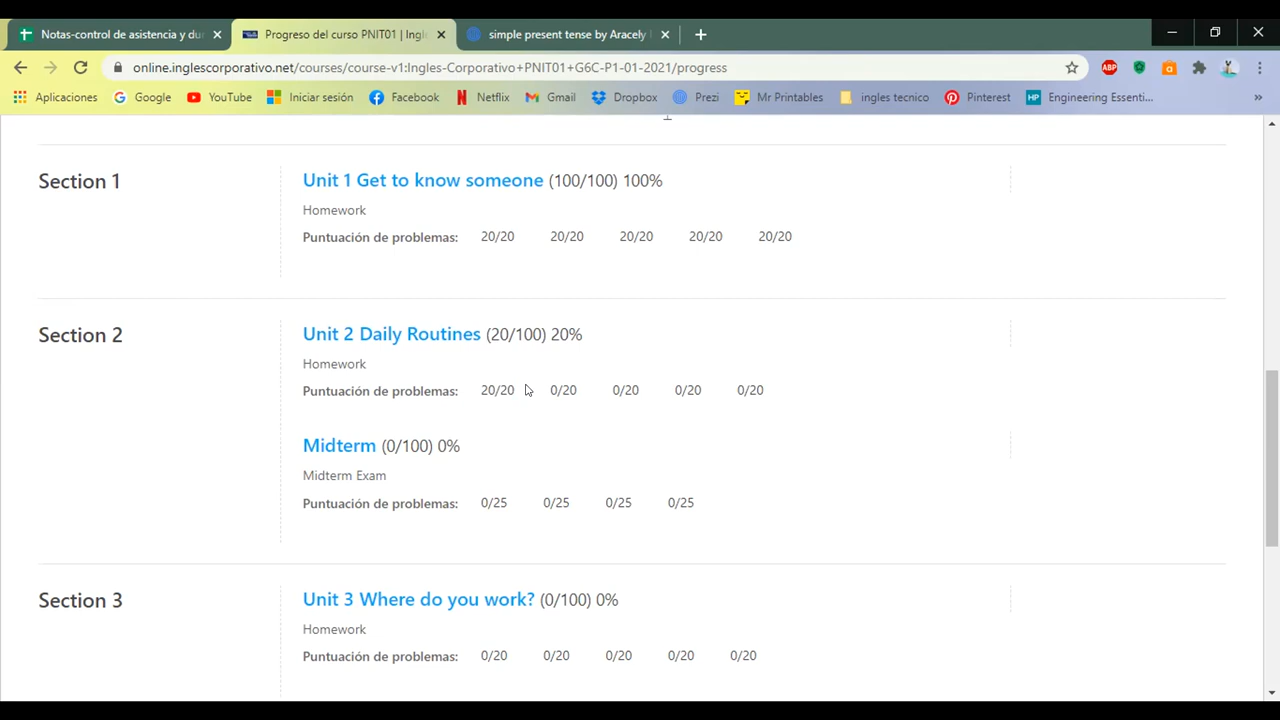 Notas-control de asistencia y du
Progreso del curso PNIT01 | Ingl
simple present tense by Aracely
online.inglescorporativo.net/courses/course-v1:Ingles-Corporativo+PNIT01+G6C-P1-01-2021/progress
ABP
Aplicaciones Google YouTube Iniciar sesión Facebook Netflix Gmail Dropbox Prezi Mr Printables ingles tecnico Pinterest HP Engineering Essenti... »
Section 1
Unit 1 Get to know someone (100/100) 100%
Homework
Puntuación de problemas: 20/20 20/20 20/20 20/20 20/20
Section 2
Unit 2 Daily Routines (20/100) 20%
Homework
Puntuación de problemas: 20/20 0/20 0/20 0/20 0/20
Midterm (0/100) 0%
Midterm Exam
Puntuación de problemas: 0/25 0/25 0/25 0/25
Section 3
Unit 3 Where do you work? (0/100) 0%
Homework
Puntuación de problemas: 0/20 0/20 0/20 0/20 0/20